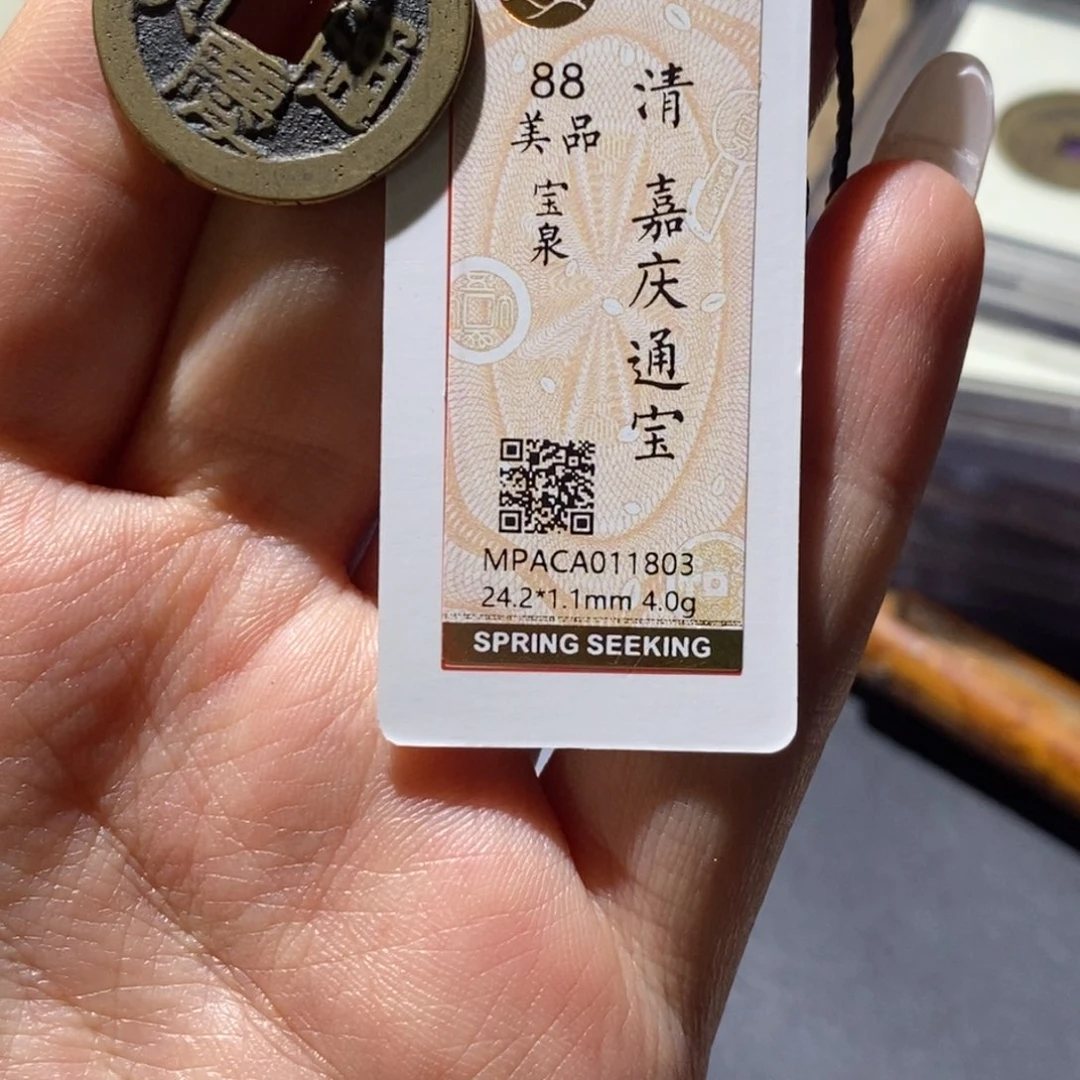 88
美品
宝泉
清 嘉庆通宝
MPACA011803
24.2*1.1mm 4.0g
SPRING SEEKING
慶